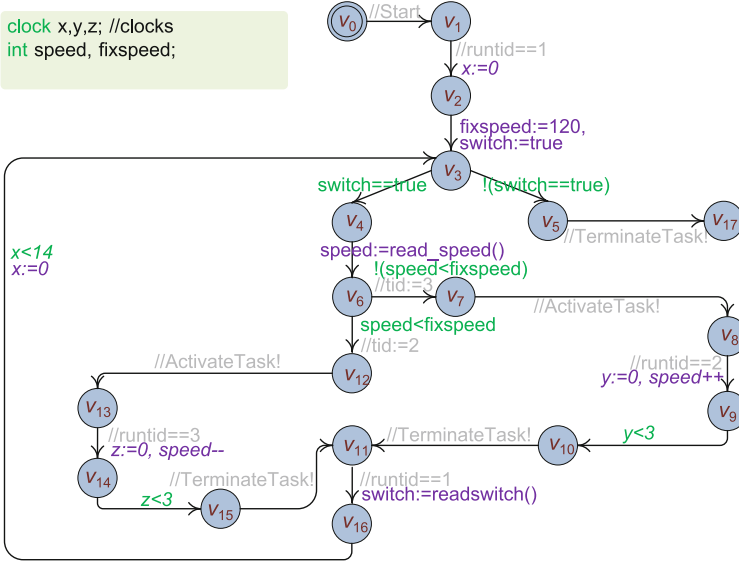 clock x,y,z; //clocks
int speed, fixspeed;
v0
//Start
v1
//runtid==1
x:=0
v2
fixspeed:=120,
switch:=true
v3
switch==true
!(switch==true)
v4
v5
//TerminateTask!
v17
x<14
x:=0
speed:=read_speed()
!(speed<fixspeed)
v6
//tid:=3
v7
//ActivateTask!
v8
speed<fixspeed
//tid:=2
//ActivateTask!
v12
//runtid==2
y:=0, speed++
v9
v13
//runtid==3
z:=0, speed--
v14
//TerminateTask!
z<3
v15
v11
//TerminateTask!
v10
y<3
//runtid==1
switch:=readswitch()
v16